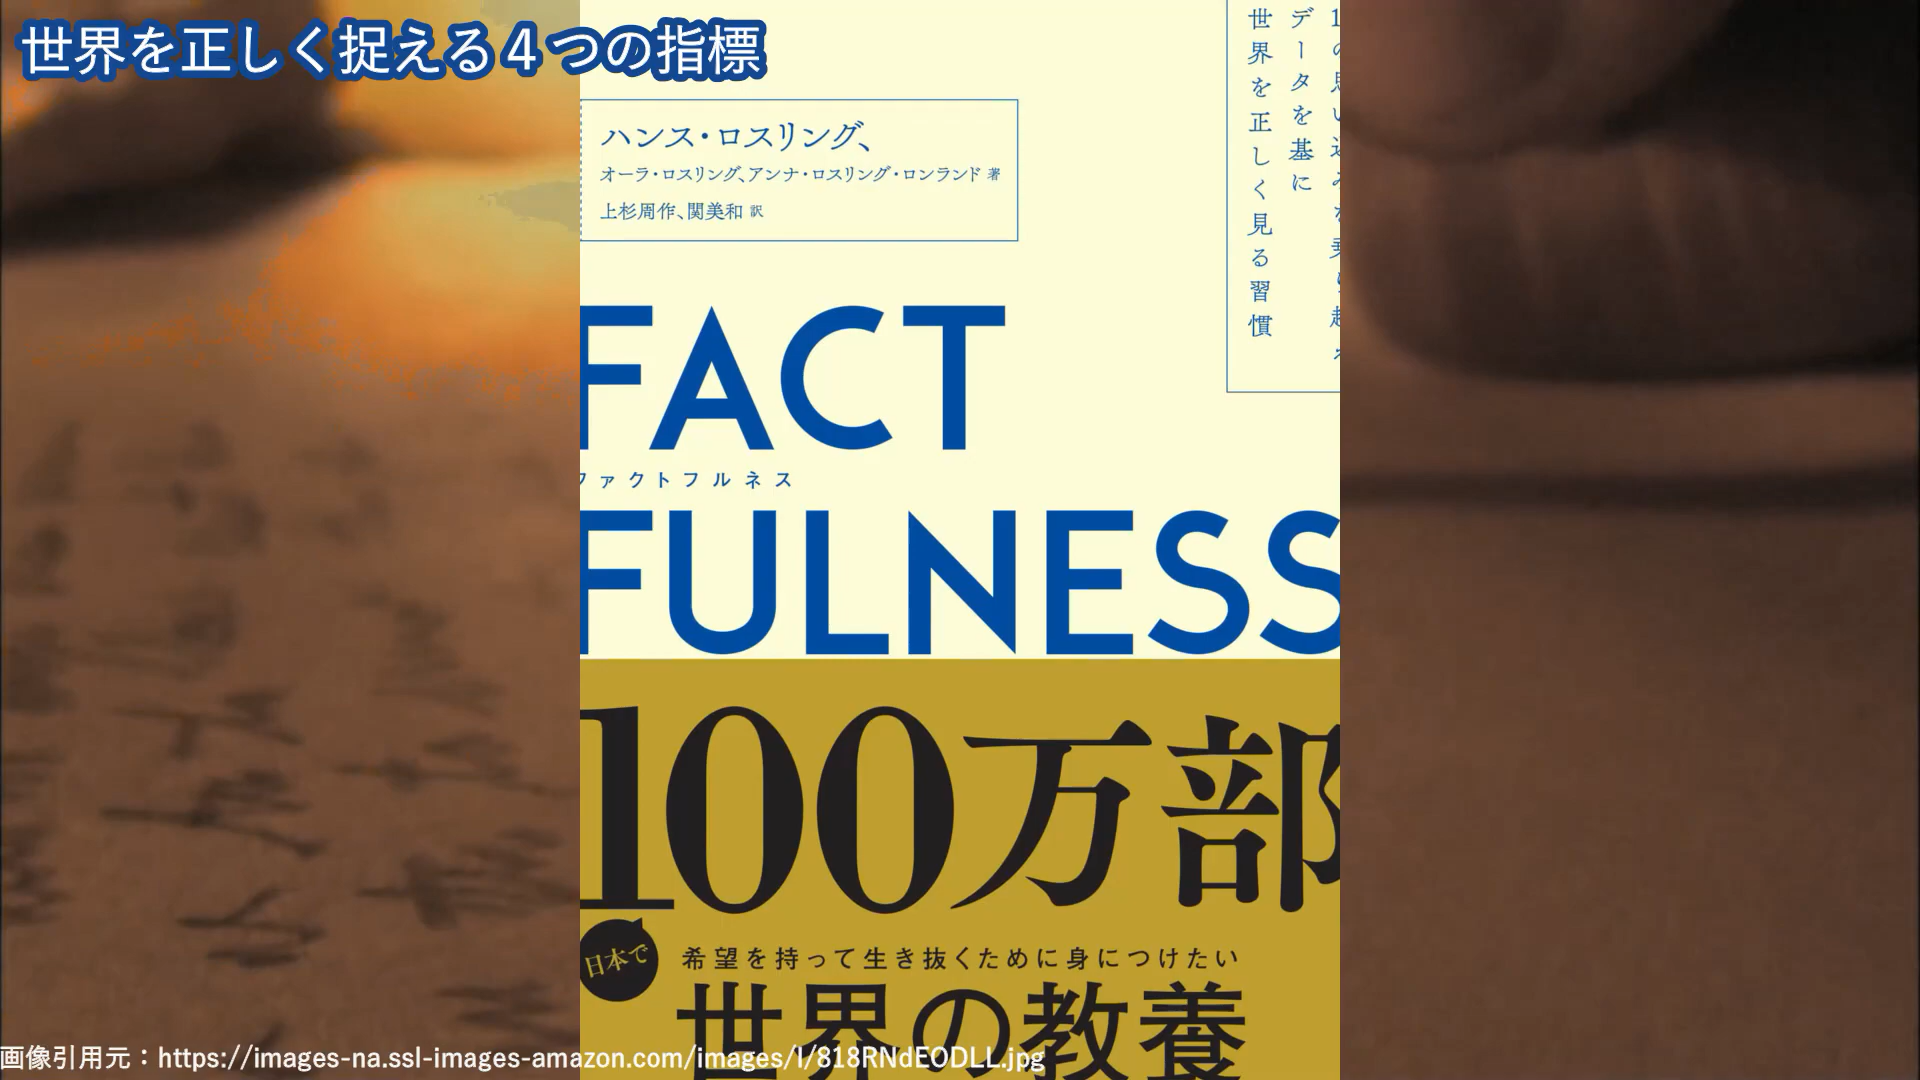 世界を正しく捉える４つの指標
ハンス・ロスリング、
オーラ・ロスリング、アンナ・ロスリング・ロンランド 著
上杉周作、関美和 訳
データを基に
世界を正しく見る習慣
FACT
ファクトフルネス
FULNESS
100万部
日本で
希望を持って生き抜くために身につけたい
世界の教養
画像引用元：https://images-na.ssl-images-amazon.com/images/I/818RNdEODLL.jpg